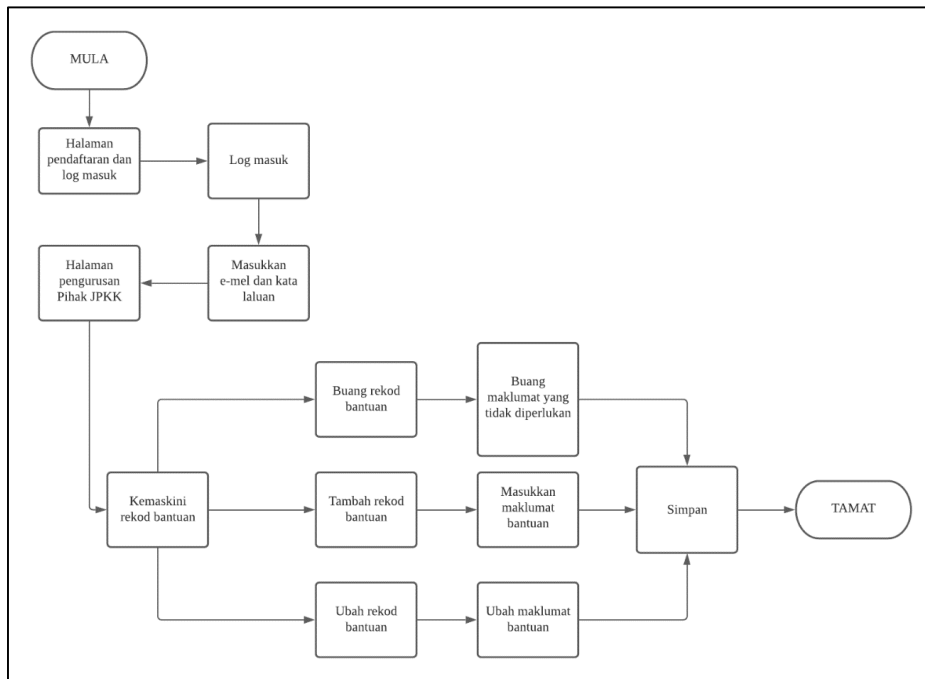 MULA
Halaman
pendaftaran dan
log masuk
Log masuk
Halaman
pengurusan
Pihak JPKK
Masukkan
e-mel dan kata
laluan
Buang rekod
bantuan
Buang
maklumat yang
tidak diperlukan
Kemaskini
rekod bantuan
Tambah rekod
bantuan
Masukkan
maklumat
bantuan
Simpan
TAMAT
Ubah rekod
bantuan
Ubah maklumat
bantuan